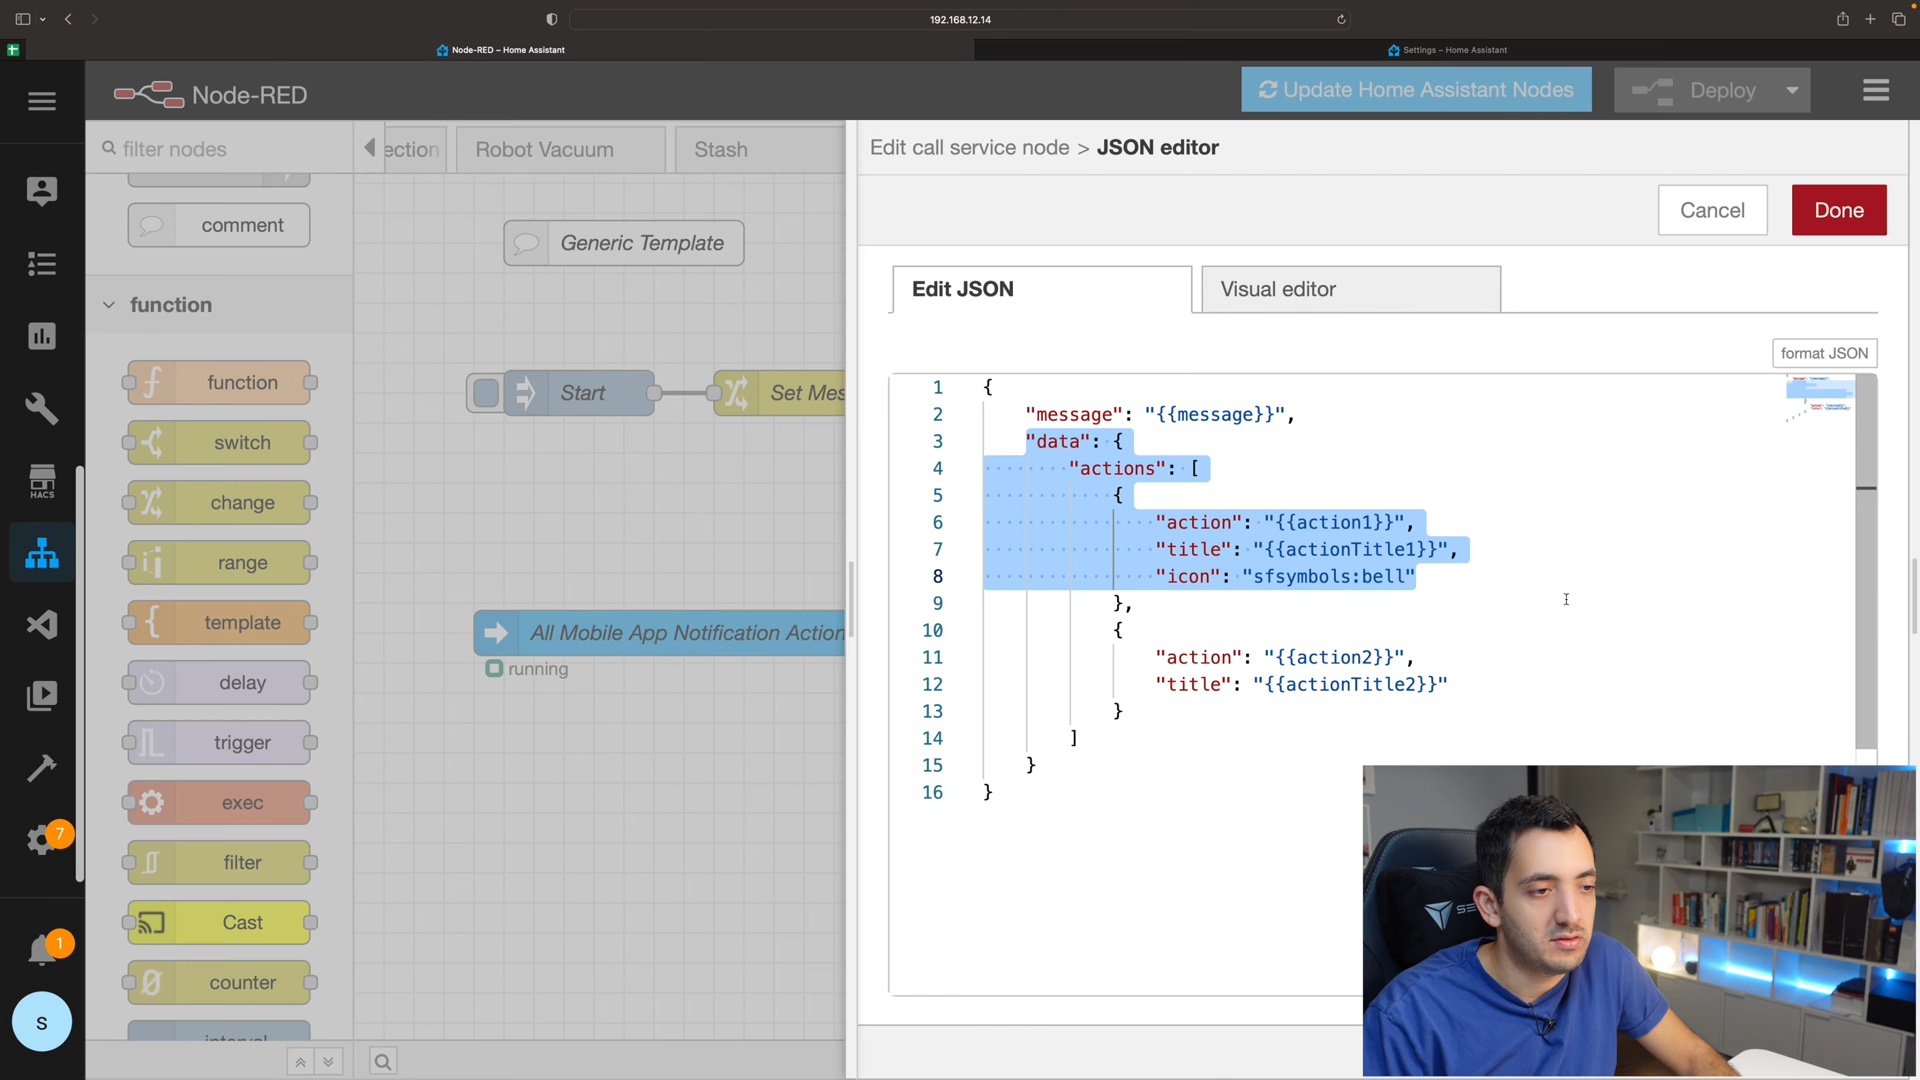 192.168.12.14
Node-RED – Home Assistant
Settings – Home Assistant
Node-RED
Update Home Assistant Nodes
Deploy
filter nodes
ection
Robot Vacuum
Stash
Edit call service node > JSON editor
Cancel
Done
comment
Generic Template
Edit JSON
Visual editor
function
format JSON
function
Start
Set Mes
switch
change
range
template
All Mobile App Notification Action
running
delay
trigger
exec
filter
Cast
counter
HACS
7
1
s
1 {
2 "message": "{{message}}",
3 "data": {
4 "actions": [
5 {
6 "action": "{{action1}}",
7 "title": "{{actionTitle1}}",
8 "icon": "sfsymbols:bell"
9 },
10 {
11 "action": "{{action2}}",
12 "title": "{{actionTitle2}}"
13 }
14 ]
15 }
16 }